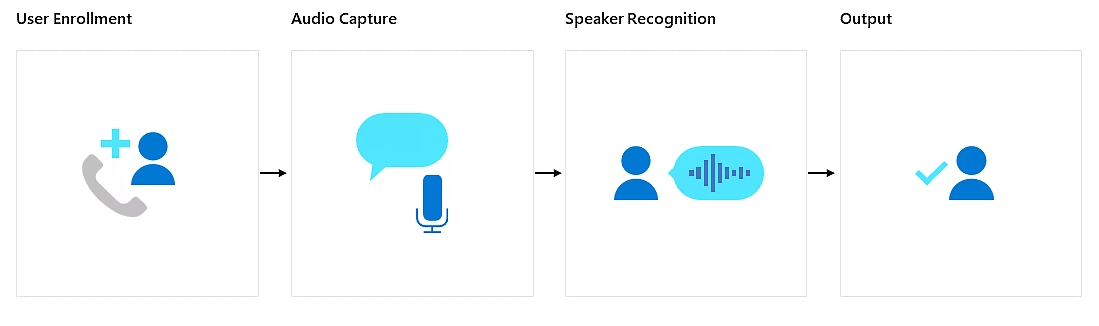 User Enrollment
Audio Capture
Speaker Recognition
Output